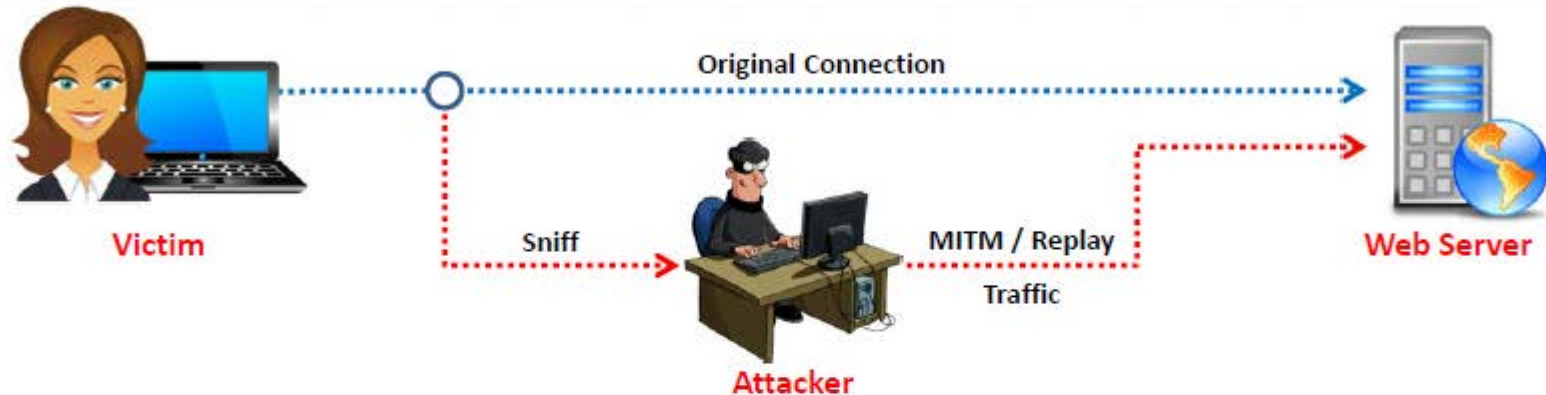 Original Connection
Victim
Sniff
MITM / Replay
Traffic
Web Server
Attacker